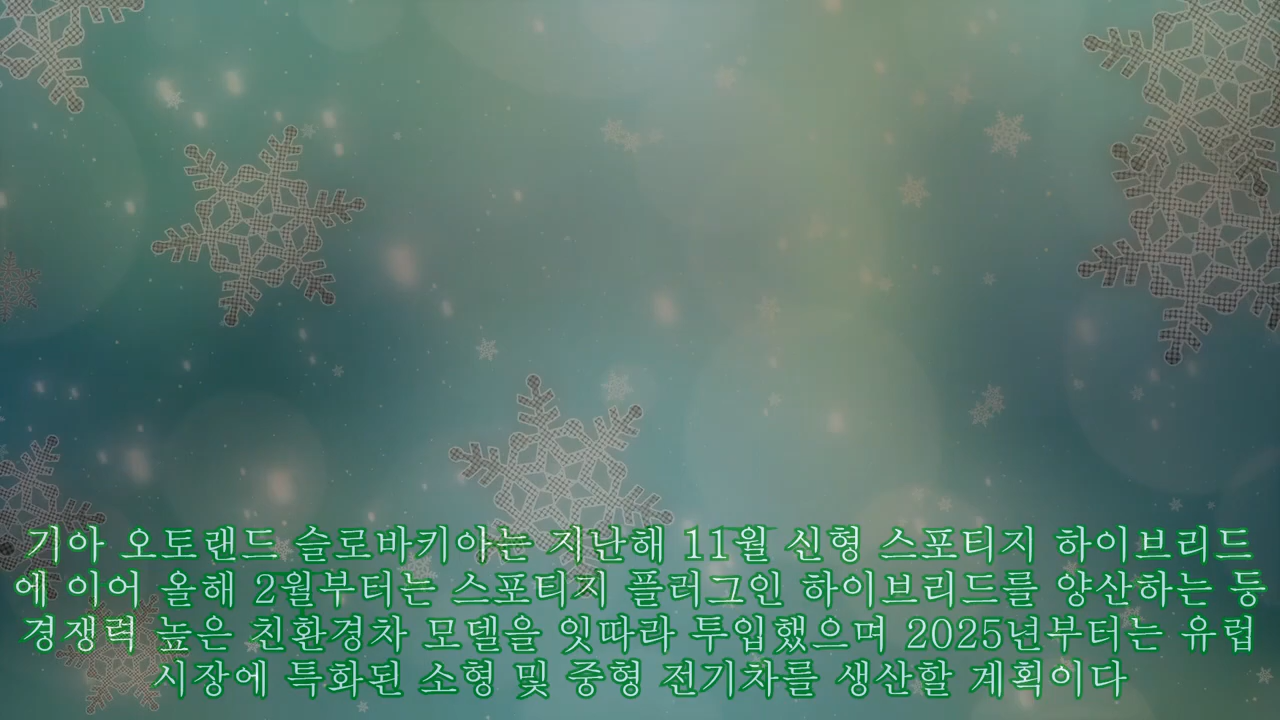 기아 오토랜드 슬로바키아는 지난해 11월 신형 스포티지 하이브리드
에 이어 올해 2월부터는 스포티지 플러그인 하이브리드를 양산하는 등
경쟁력 높은 친환경차 모델을 잇따라 투입했으며 2025년부터는 유럽
시장에 특화된 소형 및 중형 전기차를 생산할 계획이다